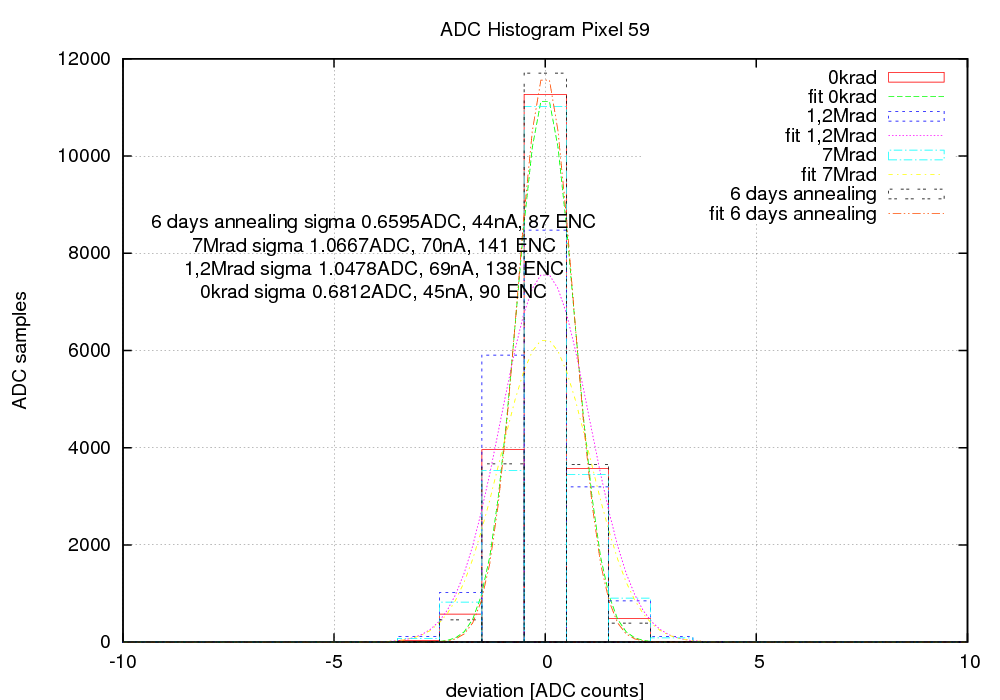 ADC Histogram Pixel 59
12000
10000
8000
6000
4000
2000
0
-10
-5
0
5
10
ADC samples
deviation [ADC counts]
0krad
fit 0krad
1,2Mrad
fit 1,2Mrad
7Mrad
fit 7Mrad
6 days annealing
fit 6 days annealing
6 days annealing sigma 0.6595ADC, 44nA, 87 ENC
7Mrad sigma 1.0667ADC, 70nA, 141 ENC
1,2Mrad sigma 1.0478ADC, 69nA, 138 ENC
0krad sigma 0.6812ADC, 45nA, 90 ENC